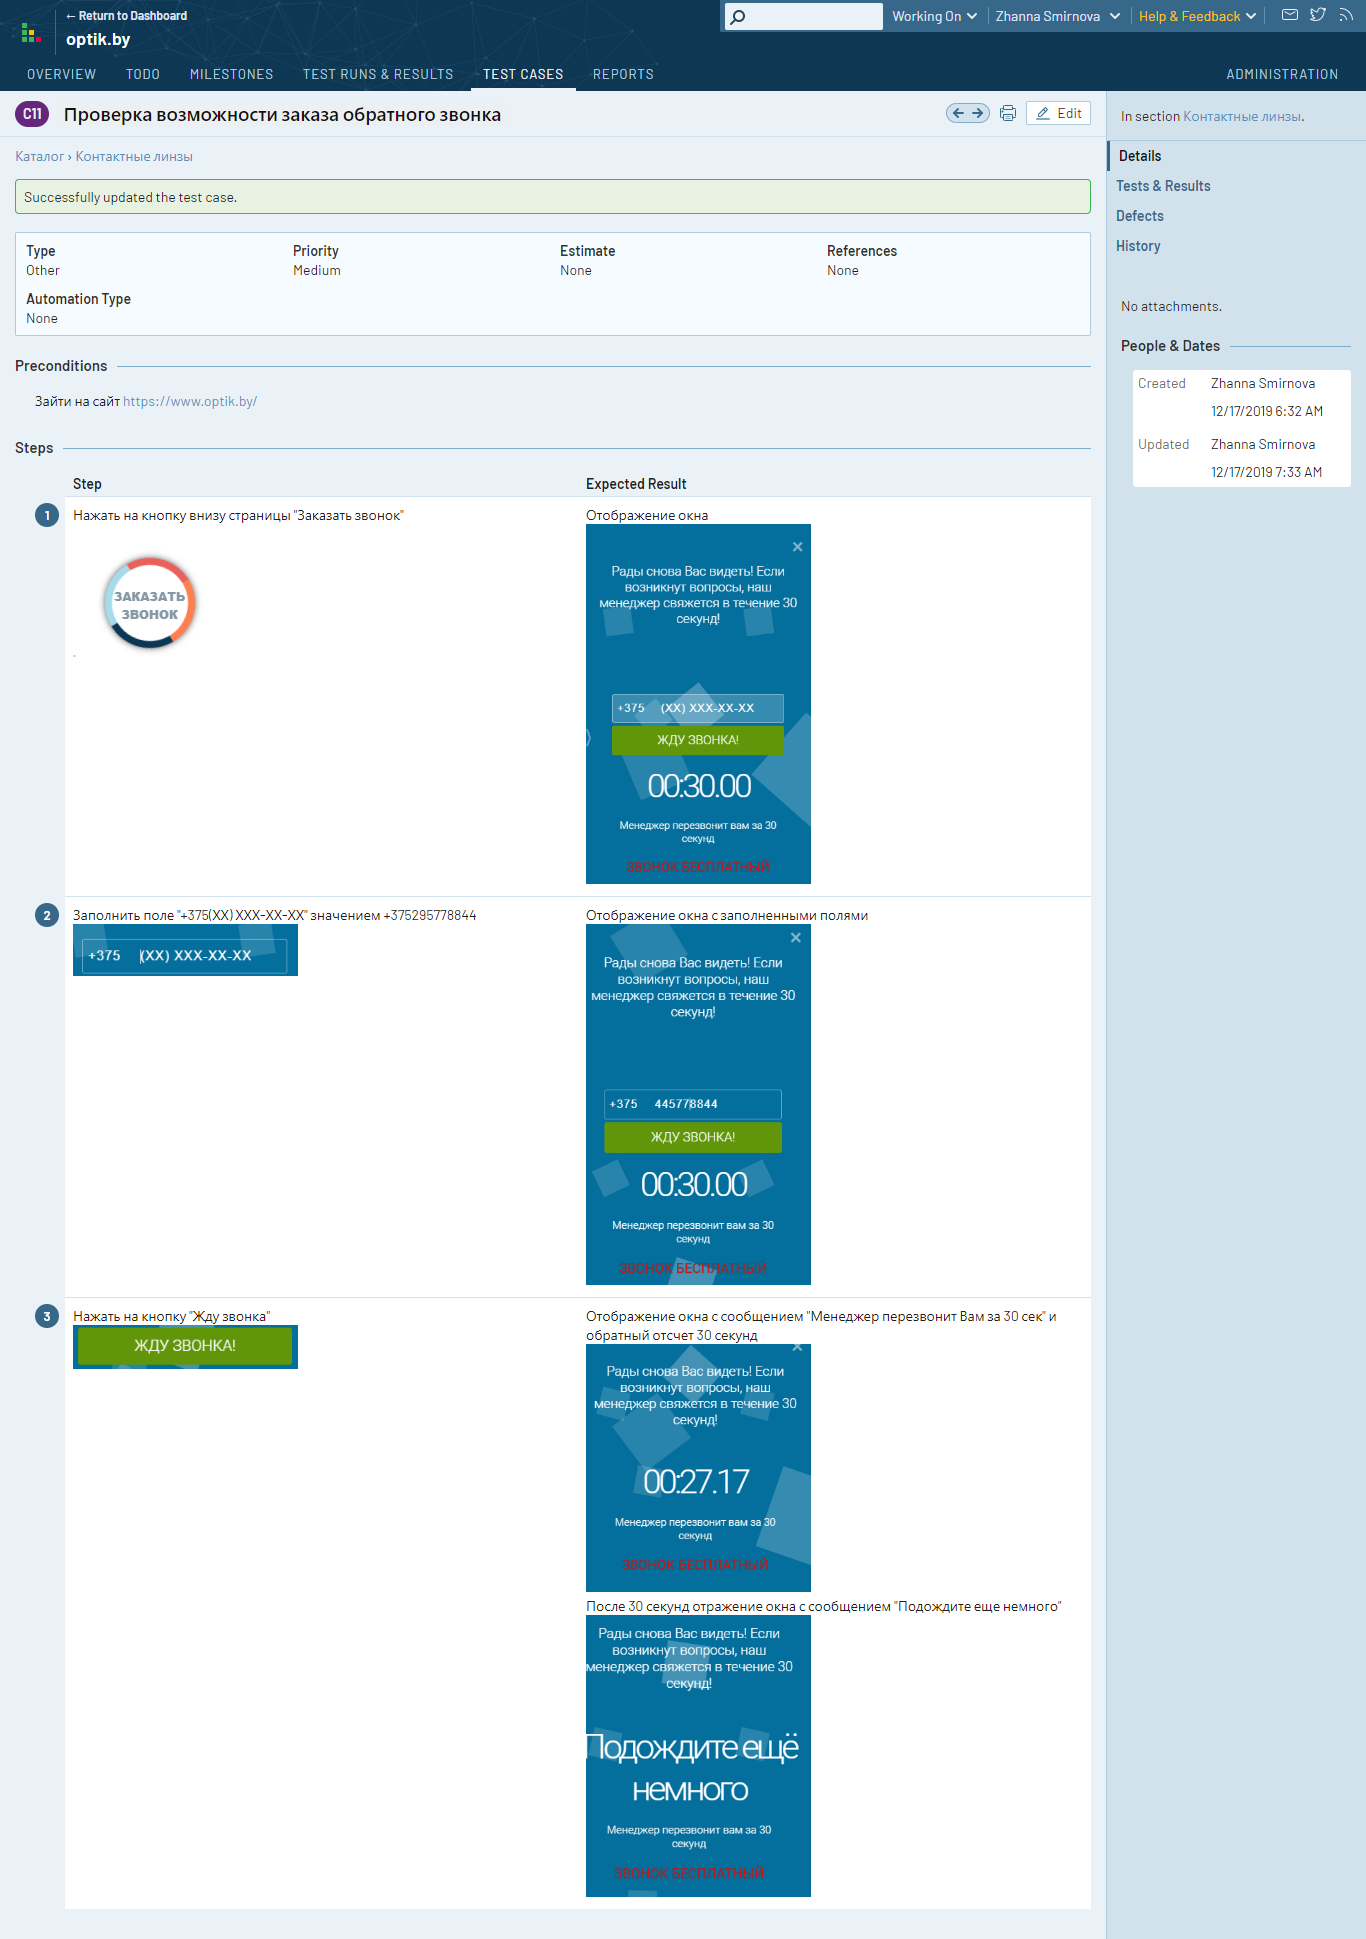 ← Return to Dashboard
optik.by
Working On
Zhanna Smirnova
Help & Feedback
OVERVIEW
TODO
MILESTONES
TEST RUNS & RESULTS
TEST CASES
REPORTS
ADMINISTRATION
C11
Проверка возможности заказа обратного звонка
Edit
Каталог › Контактные линзы
Successfully updated the test case.
Type
Other
Priority
Medium
Estimate
None
References
None
Automation Type
None
Preconditions
Зайти на сайт https://www.optik.by/
Steps
Step
Expected Result
1
Нажать на кнопку внизу страницы "Заказать звонок"
ЗАКАЗАТЬ
ЗВОНОК
.
Отображение окна
Рады снова Вас видеть! Если
возникнут вопросы, наш
менеджер свяжется в течение 30
секунд!
+375 (XX) XXX-XX-XX
ЖДУ ЗВОНКА!
00:30.00
Менеджер перезвонит вам за 30
секунд
ЗВОНОК БЕСПЛАТНЫЙ
2
Заполнить поле "+375(XX) XXX-XX-XX" значением +375295778844
+375 (XX) XXX-XX-XX
Отображение окна с заполненными полями
Рады снова Вас видеть! Если
возникнут вопросы, наш
менеджер свяжется в течение 30
секунд!
+375 445778844
ЖДУ ЗВОНКА!
00:30.00
Менеджер перезвонит вам за 30
секунд
ЗВОНОК БЕСПЛАТНЫЙ
3
Нажать на кнопку "Жду звонка"
ЖДУ ЗВОНКА!
Отображение окна с сообщением "Менеджер перезвонит Вам за 30 сек" и
обратный отсчет 30 секунд
Рады снова Вас видеть! Если
возникнут вопросы, наш
менеджер свяжется в течение 30
секунд!
00:27.17
Менеджер перезвонит вам за 30
секунд
ЗВОНОК БЕСПЛАТНЫЙ
После 30 секунд отражение окна с сообщением "Подождите еще немного"
Рады снова Вас видеть! Если
возникнут вопросы, наш
менеджер свяжется в течение 30
секунд!
Подождите ещё
немного
Менеджер перезвонит вам за 30
секунд
ЗВОНОК БЕСПЛАТНЫЙ
In section Контактные линзы.
Details
Tests & Results
Defects
History
No attachments.
People & Dates
Created
Zhanna Smirnova
12/17/2019 6:32 AM
Updated
Zhanna Smirnova
12/17/2019 7:33 AM